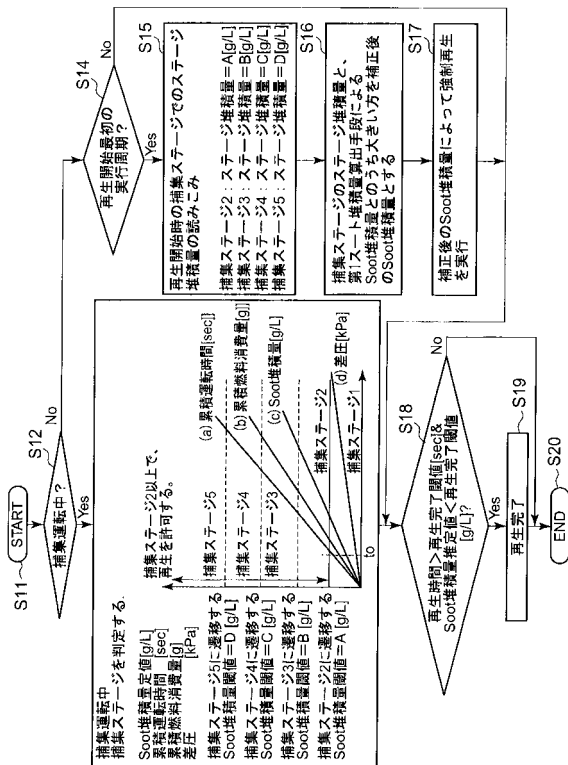 START
S11
捕集運転中?
S12
Yes
No
捕集運転中
捕集ステージを判定する.
Soot堆積量定値[g/L]
累積運転時間 [sec]
累積燃料消費量[g]
差圧 [kPa]
捕集ステージ5に遷移する
Soot堆積量閾値=D [g/L]
捕集ステージ4に遷移する
Soot堆積量閾値=C [g/L]
捕集ステージ3に遷移する
Soot堆積量閾値=B [g/L]
捕集ステージ2に遷移する
Soot堆積量閾値=A [g/L]
捕集ステージ2以上で、
再生を許可する。
捕集ステージ5
捕集ステージ4
捕集ステージ3
捕集ステージ2
捕集ステージ1
(a)累積運転時間[sec]}
(b)累積燃料消費量[g]]
(c)Soot堆積量[g/L]
(d)差圧[kPa]
to
再生開始最初の
実行周期?
S14
Yes
No
S15
再生開始時の捕集ステージでのステージ
堆積量の読みこみ
捕集ステージ2:ステージ堆積量=A[g/L]
捕集ステージ3:ステージ堆積量=B[g/L]
捕集ステージ4:ステージ堆積量=C[g/L]
捕集ステージ5:ステージ堆積量=D[g/L]
S16
捕集ステージのステージ堆積量と、
第1スート堆積量算出手段による
Soot堆積量とのうち大きい方を補正後
のSoot堆積量とする
S17
補正後のSoot堆積量によって強制再生
を実行
S18
再生時間>再生完了閾値[sec]&
Soot堆積量推定値<再生完了閾値
[g/L]?
Yes
No
S19
再生完了
S20
END